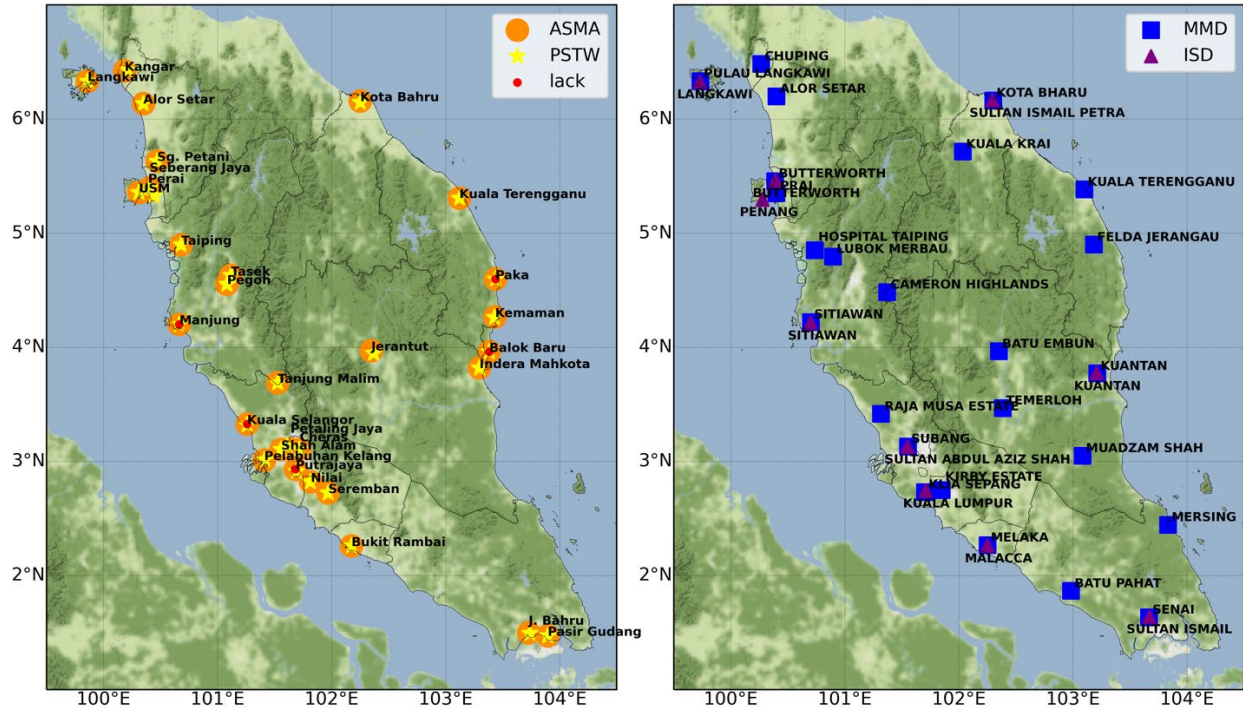 ASMA
PSTW
lack
Kangar
Langkawi
Alor Setar
Kota Bahru
Sg. Petani
Seberang Jaya
Perai
USM
Kuala Terengganu
Taiping
Tasek
Pegoh
Paka
Manjung
Kemaman
Jerantut
Balok Baru
Indera Mahkota
Tanjung Malim
Kuala Selangor
Petaling Jaya
Cheras
Shah Alam
Pelabuhan Kelang
Putrajaya
Nilai
Seremban
Bukit Rambai
J. Bahru
Pasir Gudang
6°N
5°N
4°N
3°N
2°N
100°E
101°E
102°E
103°E
104°E
MMD
ISD
CHUPING
PULAU LANGKAWI
LANGKAWI
ALOR SETAR
KOTA BHARU
SULTAN ISMAIL PETRA
KUALA KRAI
BUTTERWORTH
PRAI
BUTTERWORTH
PENANG
KUALA TERENGGANU
HOSPITAL TAIPING
LUBOK MERBAU
FELDA JERANGAU
CAMERON HIGHLANDS
SITIAWAN
SITIAWAN
BATU EMBUN
KUANTAN
KUANTAN
RAJA MUSA ESTATE
TEMERLOH
SUBANG
SULTAN ABDUL AZIZ SHAH
MUADZAM SHAH
KIRBY ESTATE
KLIA SEPANG
KUALA LUMPUR
MERSING
MELAKA
MALACCA
BATU PAHAT
SENAI
SULTAN ISMAIL
6°N
5°N
4°N
3°N
2°N
100°E
101°E
102°E
103°E
104°E